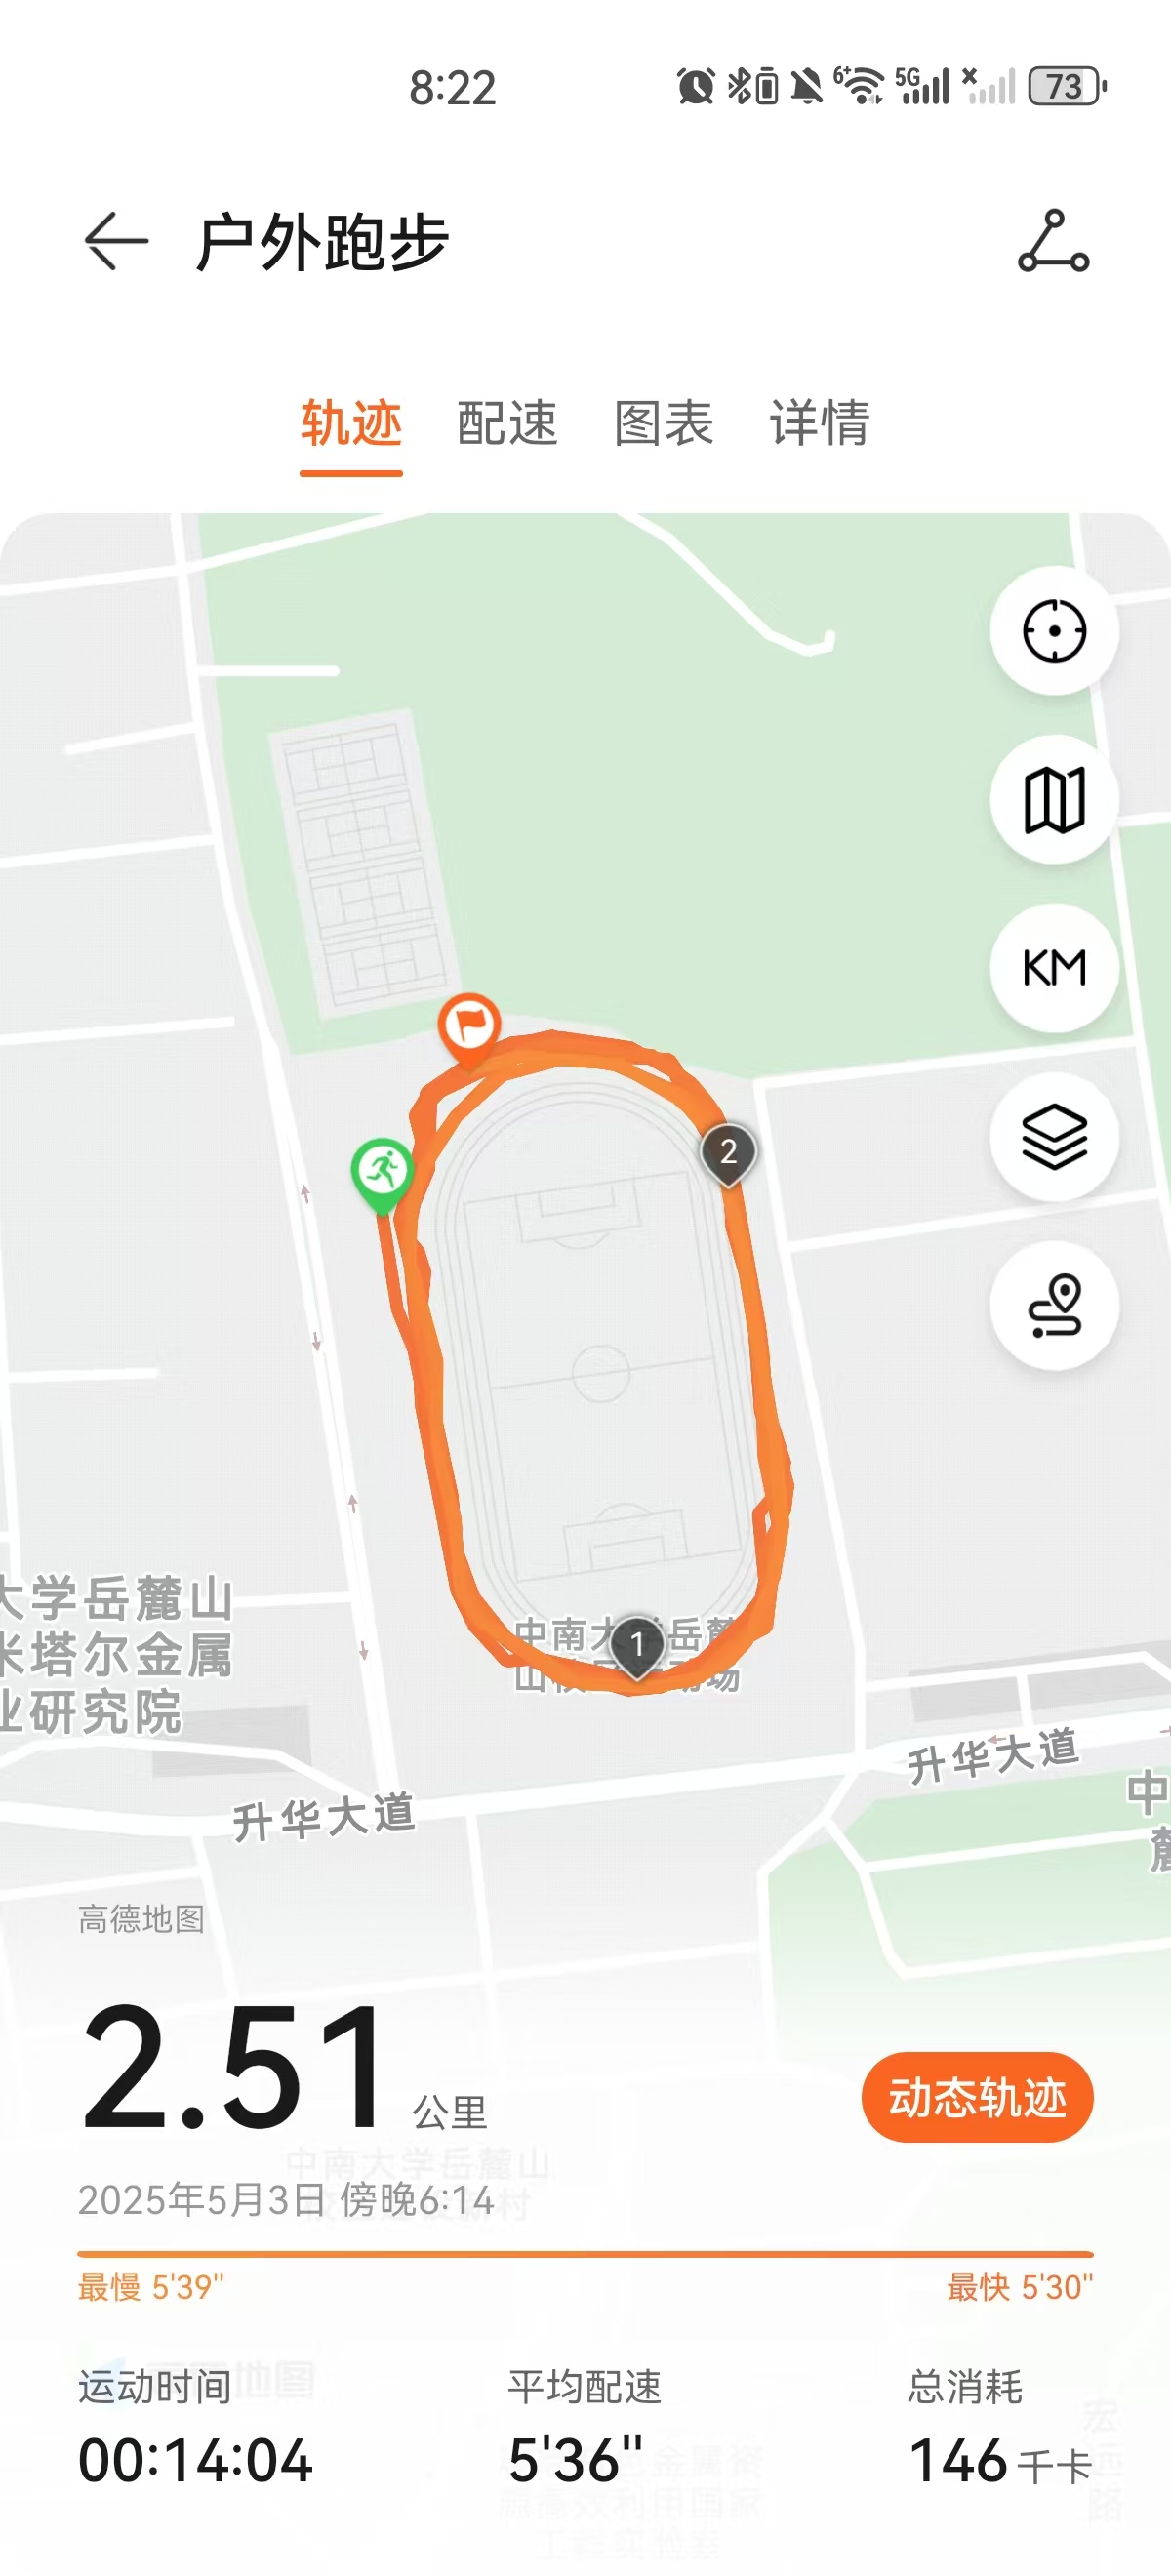 8:22
6+
5G
73
户外跑步
轨迹 配速 图表 详情
KM
2
1
大学岳麓山
米塔尔金属
业研究院
升华大道
升华大道
中
麓
高德地图
2.51 公里
动态轨迹
中南大学岳麓山
2025年5月3日 傍晚6:14
最慢 5'39" 最快 5'30"
运动时间 平均配速 总消耗
00:14:04 5'36" 146 千卡